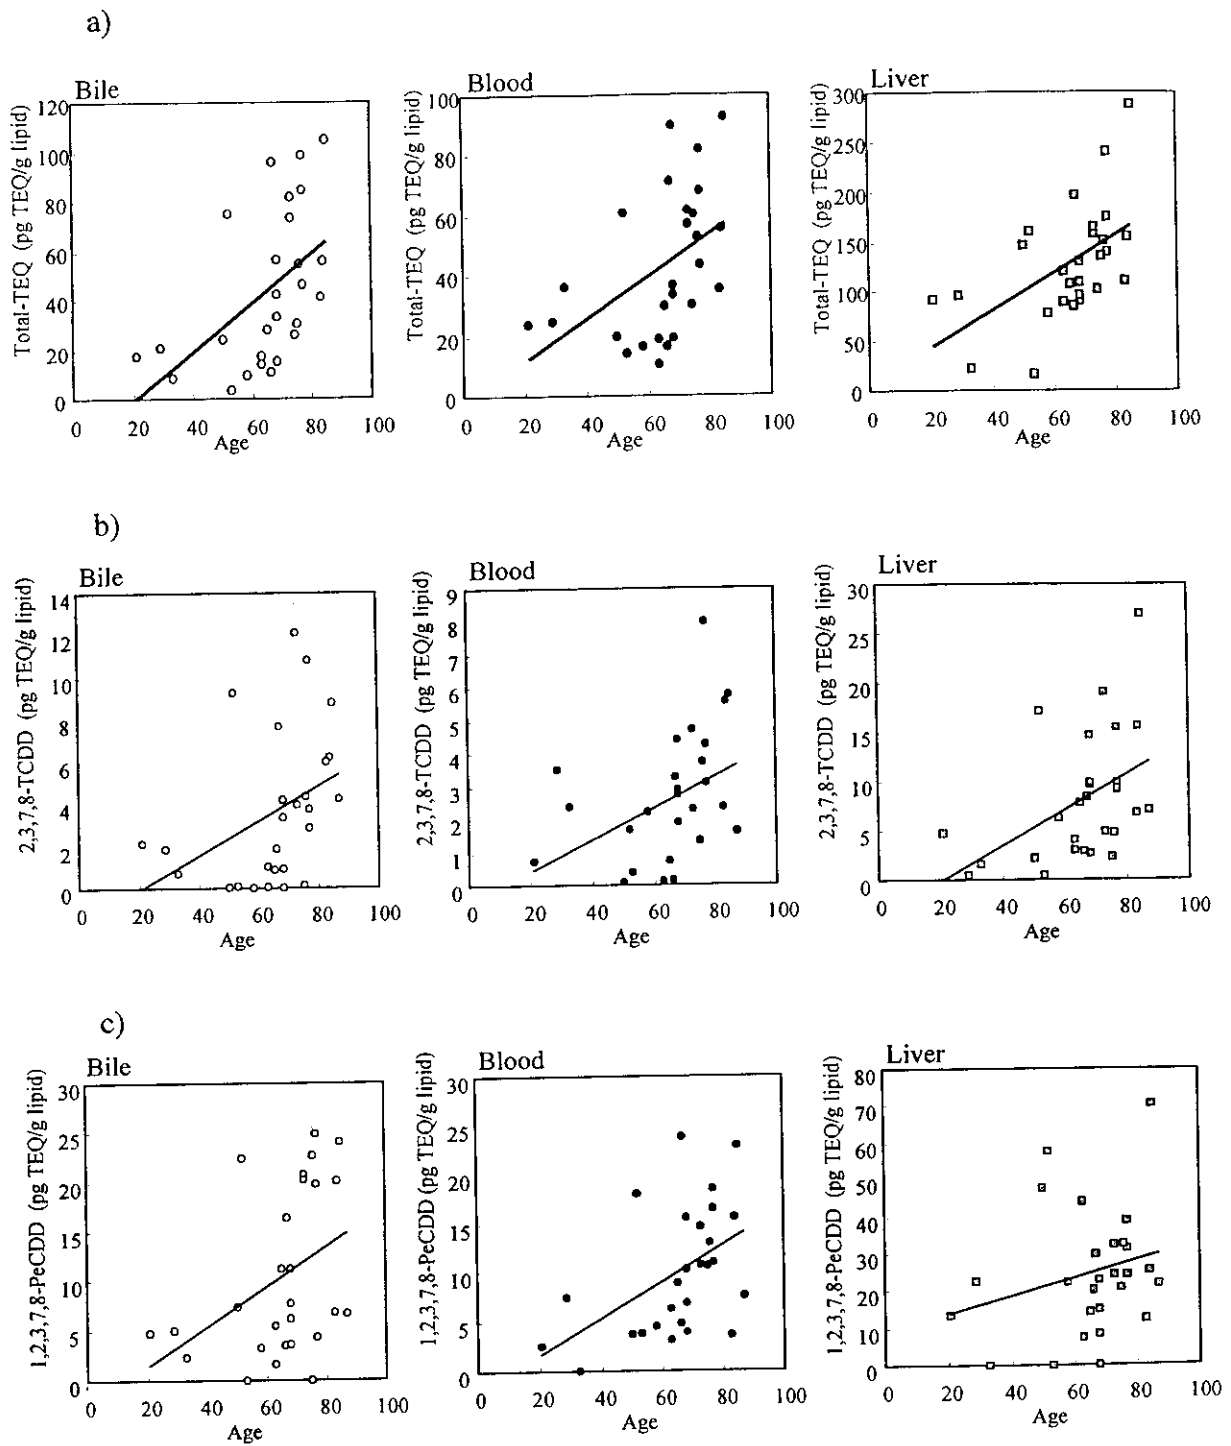 a)
Bile
Total-TEQ (pg TEQ/g lipid)
120
100
80
60
40
20
0
0 20 40 60 80 100
Age
Blood
Total-TEQ (pg TEQ/g lipid)
100
80
60
40
20
0
0 20 40 60 80 100
Age
Liver
Total-TEQ (pg TEQ/g lipid)
300
250
200
150
100
50
0
0 20 40 60 80 100
Age
b)
Bile
2,3,7,8-TCDD (pg TEQ/g lipid)
14
12
10
8
6
4
2
0
0 20 40 60 80 100
Age
Blood
2,3,7,8-TCDD (pg TEQ/g lipid)
9
8
7
6
5
4
3
2
1
0
0 20 40 60 80 100
Age
Liver
2,3,7,8-TCDD (pg TEQ/g lipid)
30
25
20
15
10
5
0
0 20 40 60 80 100
Age
c)
Bile
1,2,3,7,8-PeCDD (pg TEQ/g lipid)
30
25
20
15
10
5
0
0 20 40 60 80 100
Age
Blood
1,2,3,7,8-PeCDD (pg TEQ/g lipid)
30
25
20
15
10
5
0
0 20 40 60 80 100
Age
Liver
1,2,3,7,8-PeCDD (pg TEQ/g lipid)
80
70
60
50
40
30
20
10
0
0 20 40 60 80 100
Age